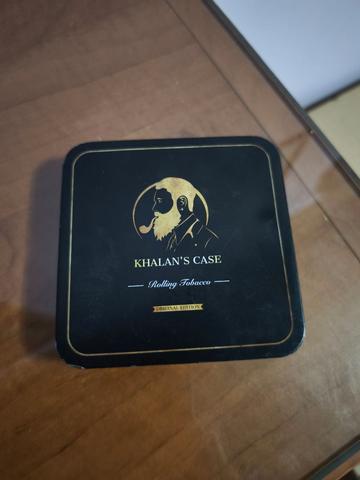 KHALAN'S CASE
Rolling Tobacco
ORIGINAL EDITION